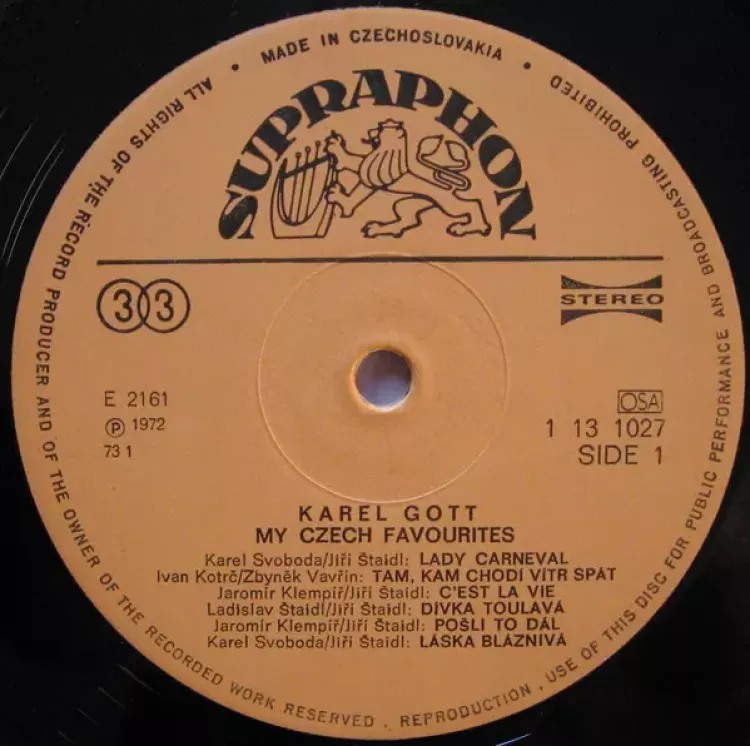 ALL RIGHTS OF THE RECORD PRODUCER AND OF THE OWNER OF THE RECORDED WORK RESERVED . REPRODUCTION . USE OF THIS DISC FOR PUBLIC PERFORMANCE AND BROADCASTING PROHIBITED • MADE IN CZECHOSLOVAKIA •
SUPRAPHON
33
STEREO
E 2161
Ⓟ 1972
73 1
OSA
1 13 1027
SIDE 1
KAREL GOTT
MY CZECH FAVOURITES
Karel Svoboda/Jiří Štaidl: LADY CARNEVAL
Ivan Kotrč/Zbyněk Vavřín: TAM, KAM CHODÍ VÍTR SPÁT
Jaromír Klempíř/Jiří Štaidl: C'EST LA VIE
Ladislav Štaidl/Jiří Štaidl: DÍVKA TOULAVÁ
Jaromír Klempíř/Jiří Štaidl: POŠLI TO DÁL
Karel Svoboda/Jiří Štaidl: LÁSKA BLÁZNIVÁ